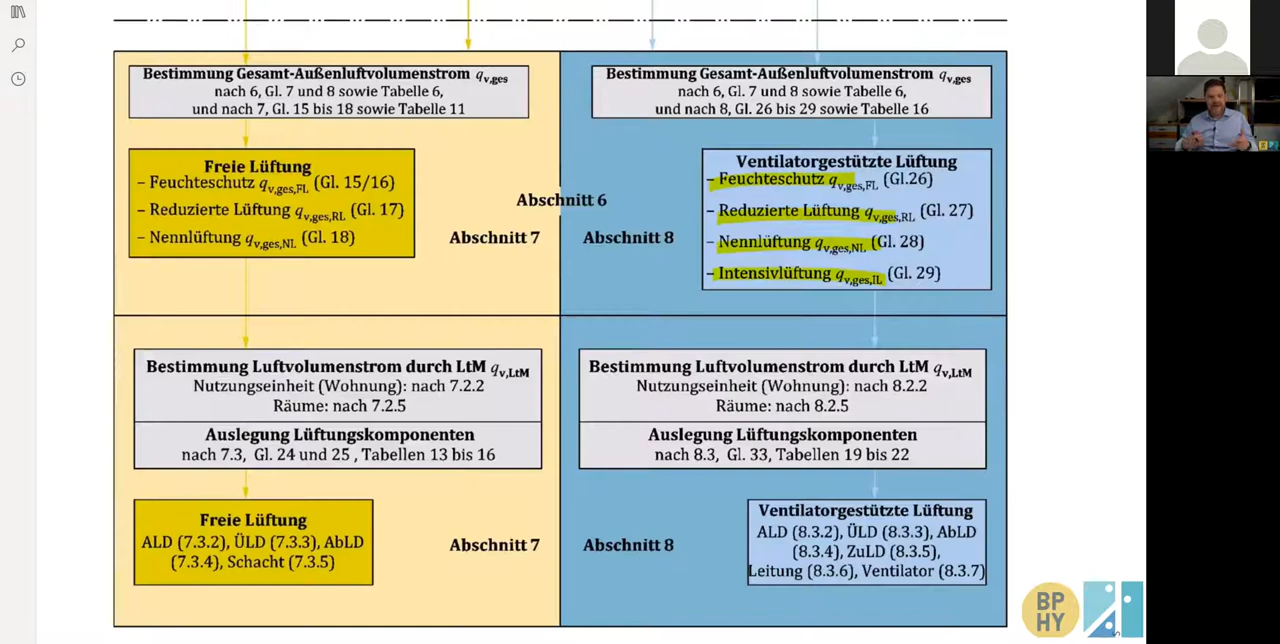 Bestimmung Gesamt-Außenluftvolumenstrom qv,ges
nach 6, Gl. 7 und 8 sowie Tabelle 6,
und nach 7, Gl. 15 bis 18 sowie Tabelle 11
Bestimmung Gesamt-Außenluftvolumenstrom qv,ges
nach 6, Gl. 7 und 8 sowie Tabelle 6,
und nach 8, Gl. 26 bis 29 sowie Tabelle 16
Freie Lüftung
– Feuchteschutz qv,ges,FL (Gl. 15/16)
– Reduzierte Lüftung qv,ges,RL (Gl. 17)
– Nennlüftung qv,ges,NL (Gl. 18)
Abschnitt 6
Abschnitt 7
Abschnitt 8
Ventilatorgestützte Lüftung
– Feuchteschutz qv,ges,FL (Gl.26)
– Reduzierte Lüftung qv,ges,RL (Gl. 27)
– Nennlüftung qv,ges,NL (Gl. 28)
– Intensivlüftung qv,ges,IL (Gl. 29)
Bestimmung Luftvolumenstrom durch LtM qv,LtM
Nutzungseinheit (Wohnung): nach 7.2.2
Räume: nach 7.2.5
Auslegung Lüftungskomponenten
nach 7.3, Gl. 24 und 25 , Tabellen 13 bis 16
Bestimmung Luftvolumenstrom durch LtM qv,LtM
Nutzungseinheit (Wohnung): nach 8.2.2
Räume: nach 8.2.5
Auslegung Lüftungskomponenten
nach 8.3, Gl. 33, Tabellen 19 bis 22
Freie Lüftung
ALD (7.3.2), ÜLD (7.3.3), AbLD
(7.3.4), Schacht (7.3.5)
Abschnitt 7
Abschnitt 8
Ventilatorgestützte Lüftung
ALD (8.3.2), ÜLD (8.3.3), AbLD
(8.3.4), ZuLD (8.3.5),
Leitung (8.3.6), Ventilator (8.3.7)
BP
HY